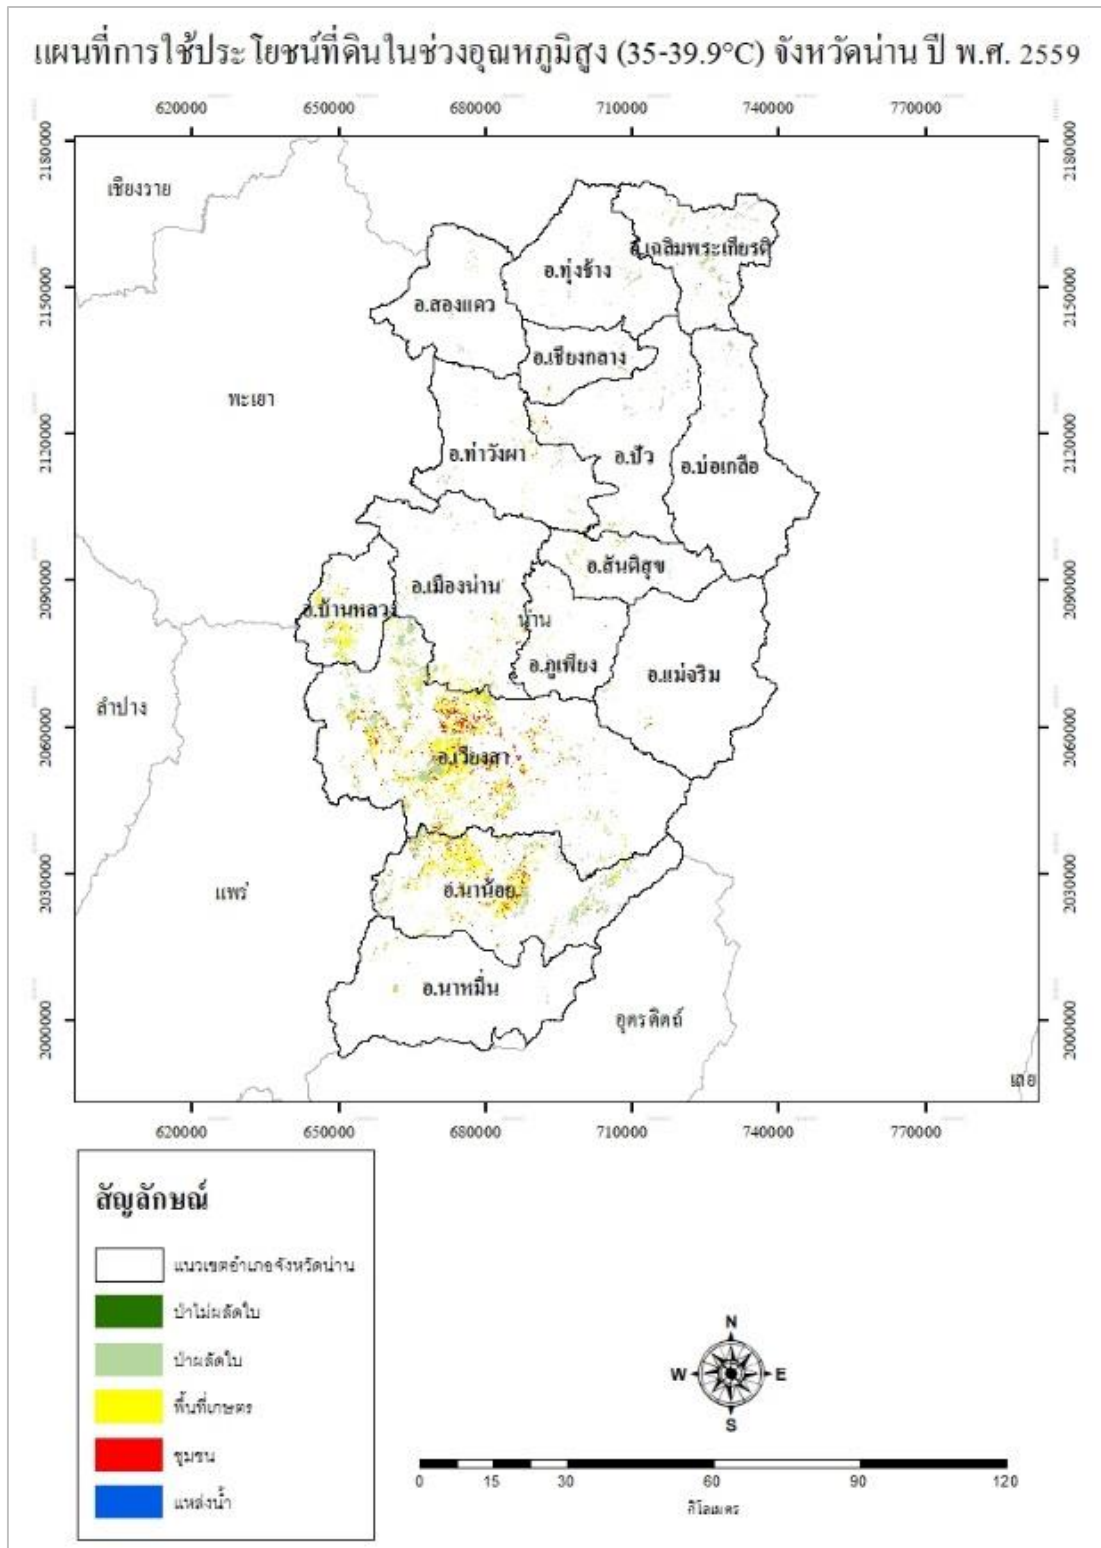 แผนที่การใช้ประโยชน์ที่ดินในช่วงอุณหภูมิสูง (35-39.9°C) จังหวัดน่าน ปี พ.ศ. 2559
620000 650000 680000 710000 740000 770000
2180000 2180000
เชียงราย
อ.เฉลิมพระเกียรติ
อ.ทุ่งช้าง
2150000 2150000
อ.สองแคว
อ.เชียงกลาง
พะเยา
2120000 2120000
อ.ท่าวังผา อ.ปัว อ.บ่อเกลือ
อ.สันติสุข
2090000 2090000
อ.เมืองน่าน
อ.บ้านหลวง น่าน
อ.ภูเพียง อ.แม่จริม
ลำปาง
2060000 2060000
อ.เวียงสา
2030000 2030000
แพร่ อ.นาน้อย
อ.นาหมื่น
2000000 2000000
อุตรดิตถ์
เลย
620000 650000 680000 710000 740000 770000
สัญลักษณ์
แนวเขตอำเภอจังหวัดน่าน
ป่าไม่ผลัดใบ
ป่าผลัดใบ
พื้นที่เกษตร
ชุมชน
แหล่งน้ำ
N
W E
S
0 15 30 60 90 120
กิโลเมตร